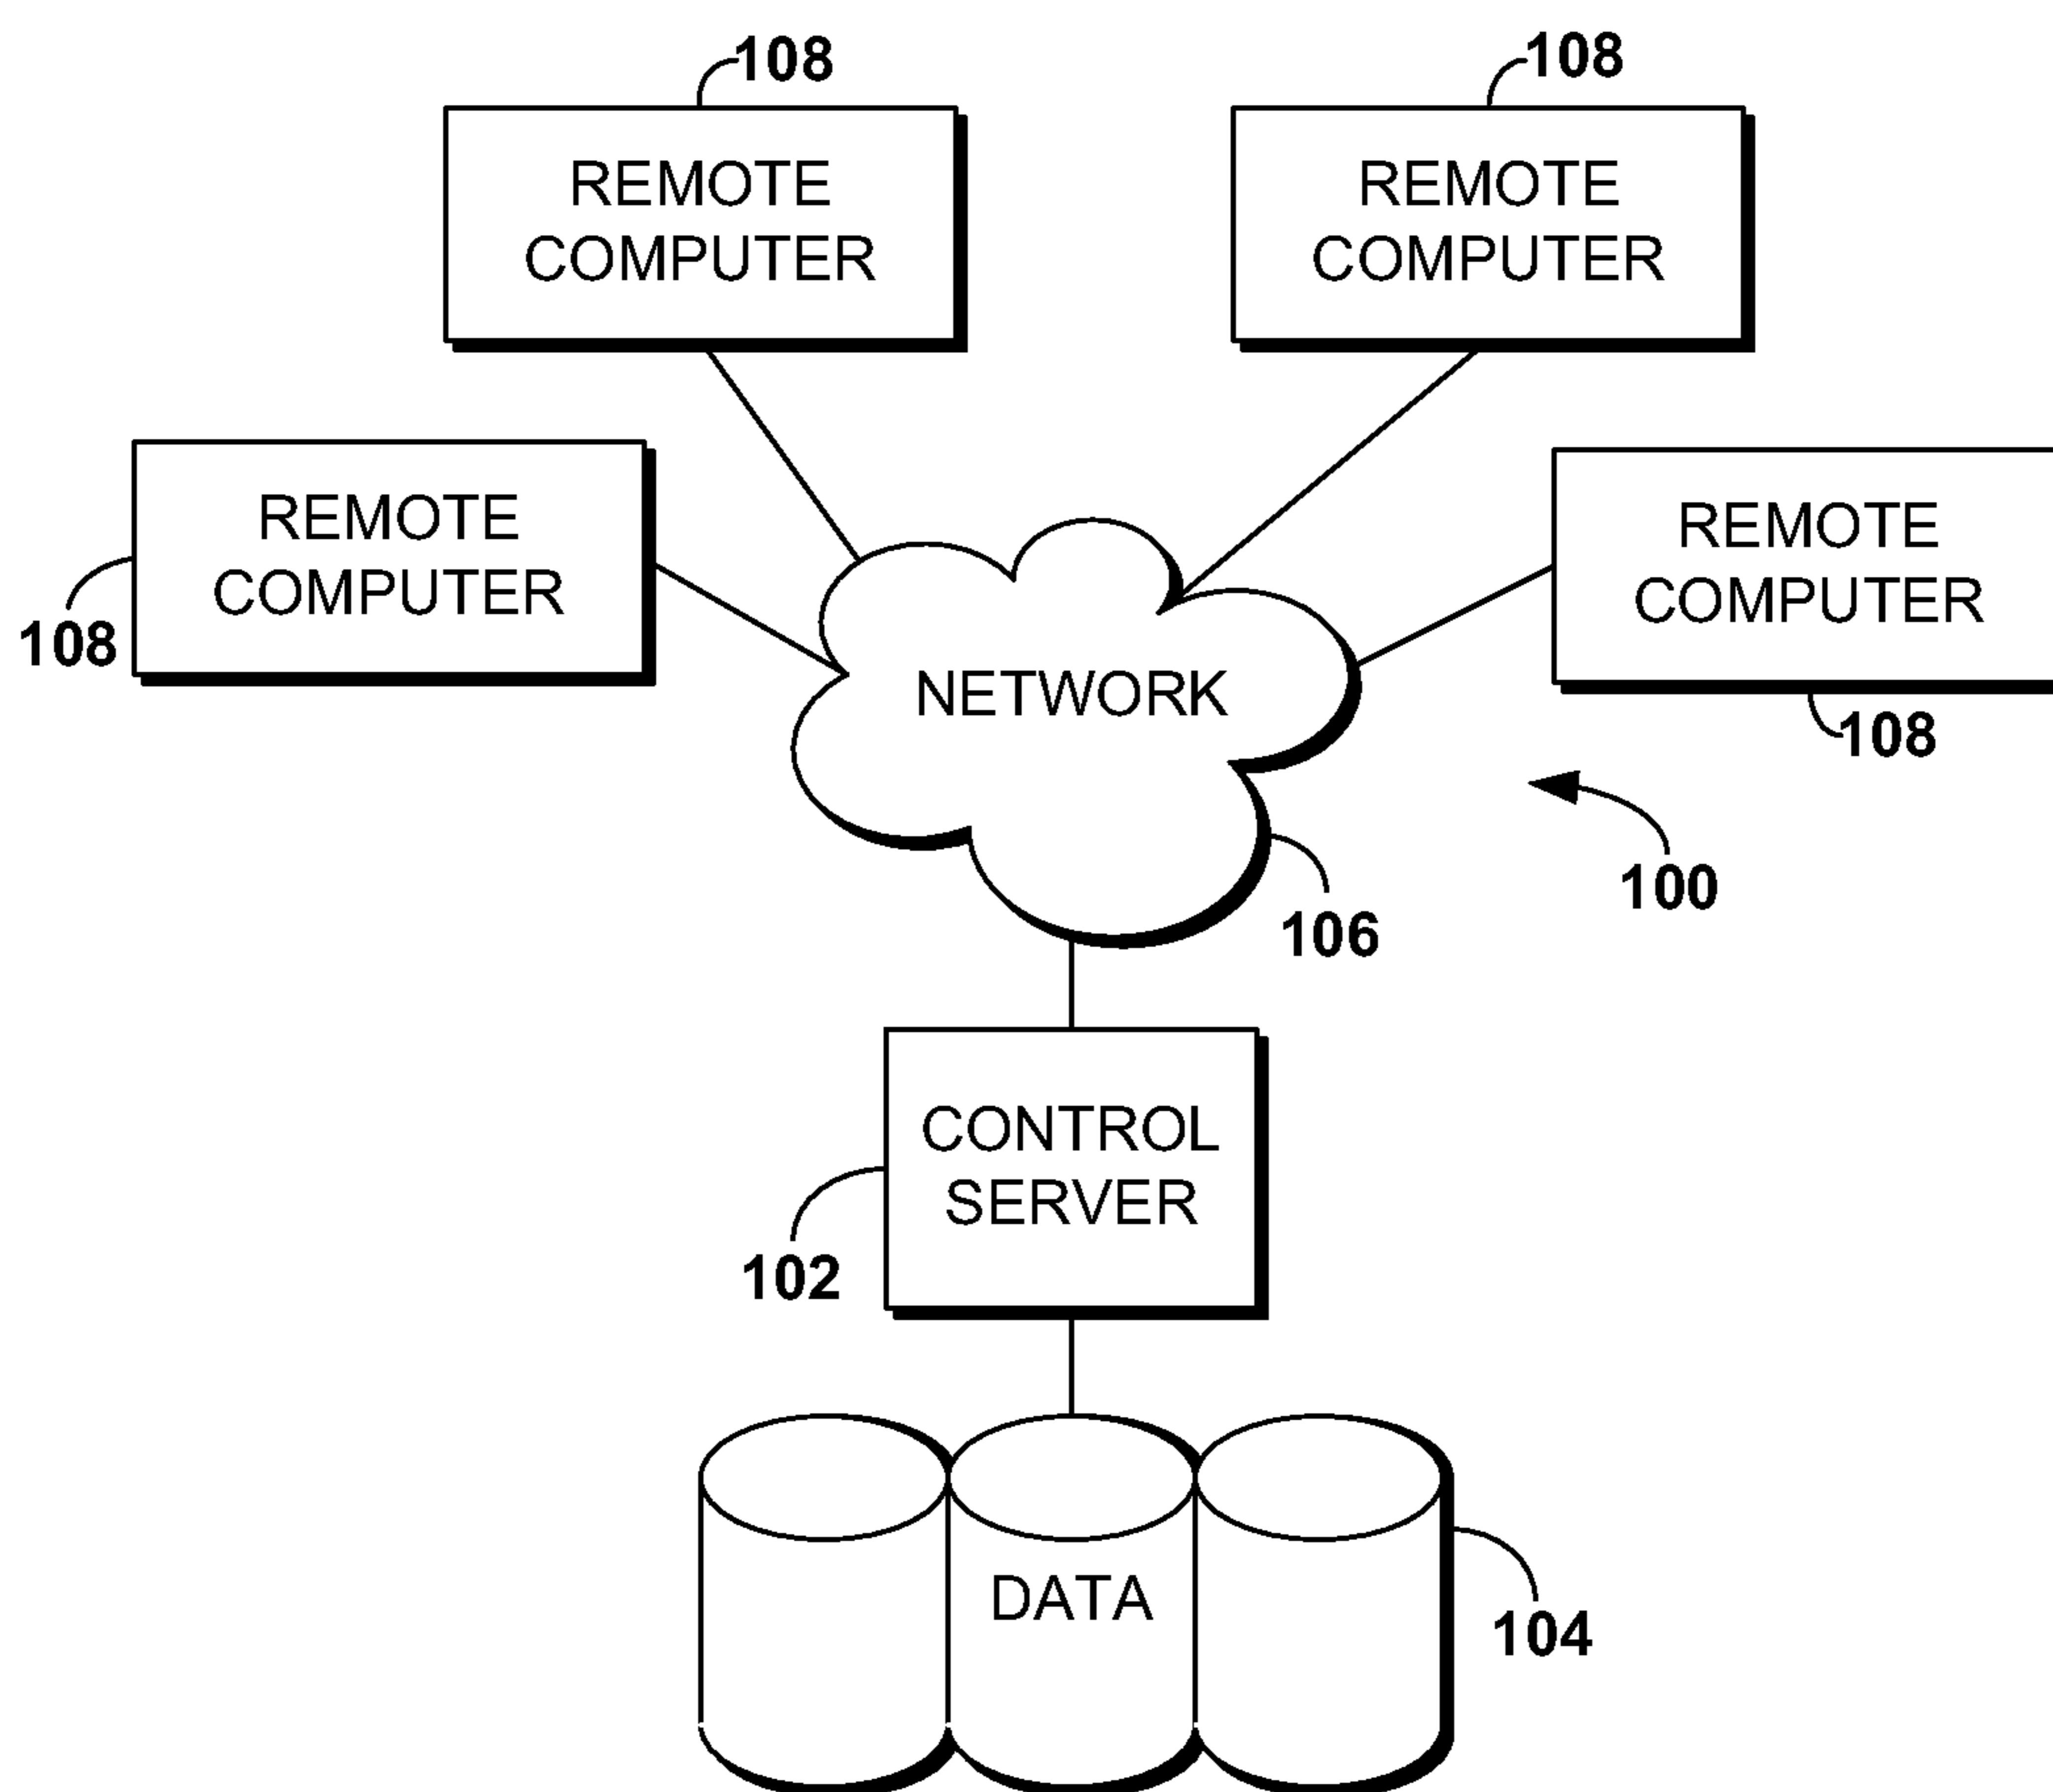 108
108
REMOTE
COMPUTER
REMOTE
COMPUTER
REMOTE
COMPUTER
108
REMOTE
COMPUTER
108
NETWORK
100
106
CONTROL
SERVER
102
DATA
104